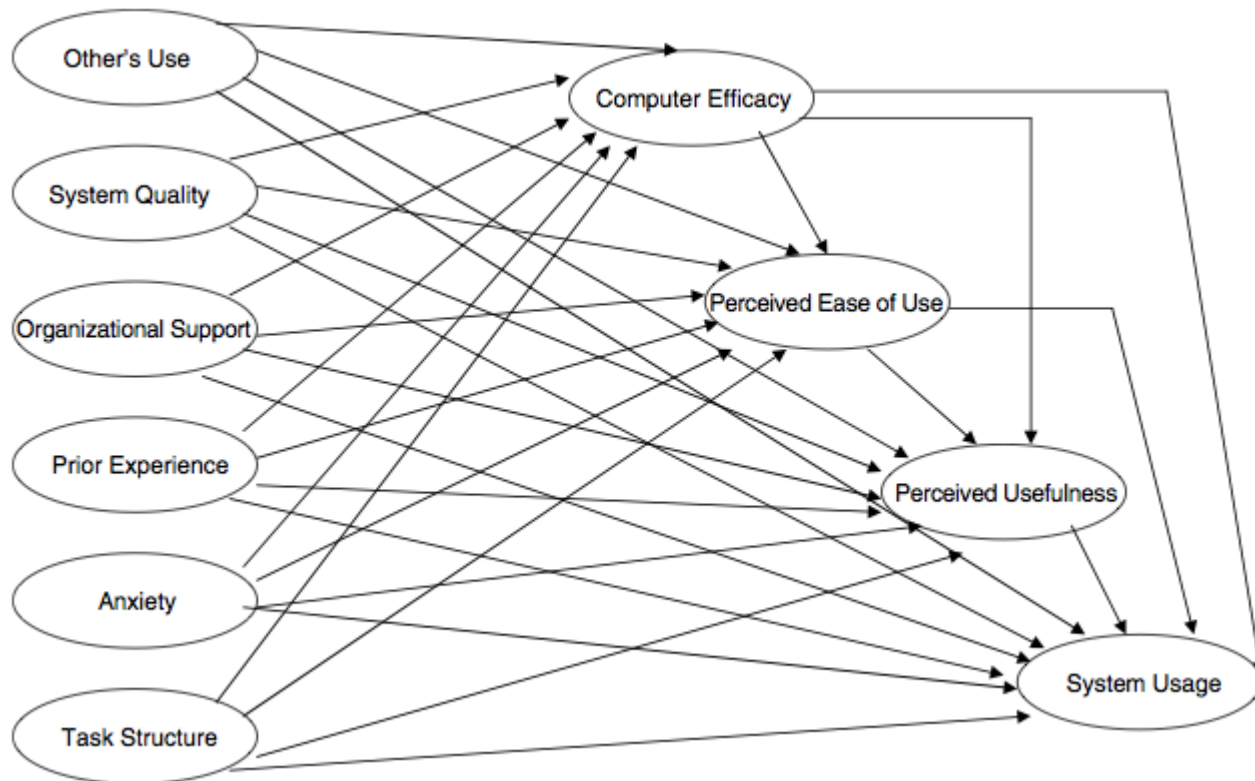 Other's Use
Computer Efficacy
System Quality
Perceived Ease of Use
Organizational Support
Prior Experience
Perceived Usefulness
Anxiety
System Usage
Task Structure